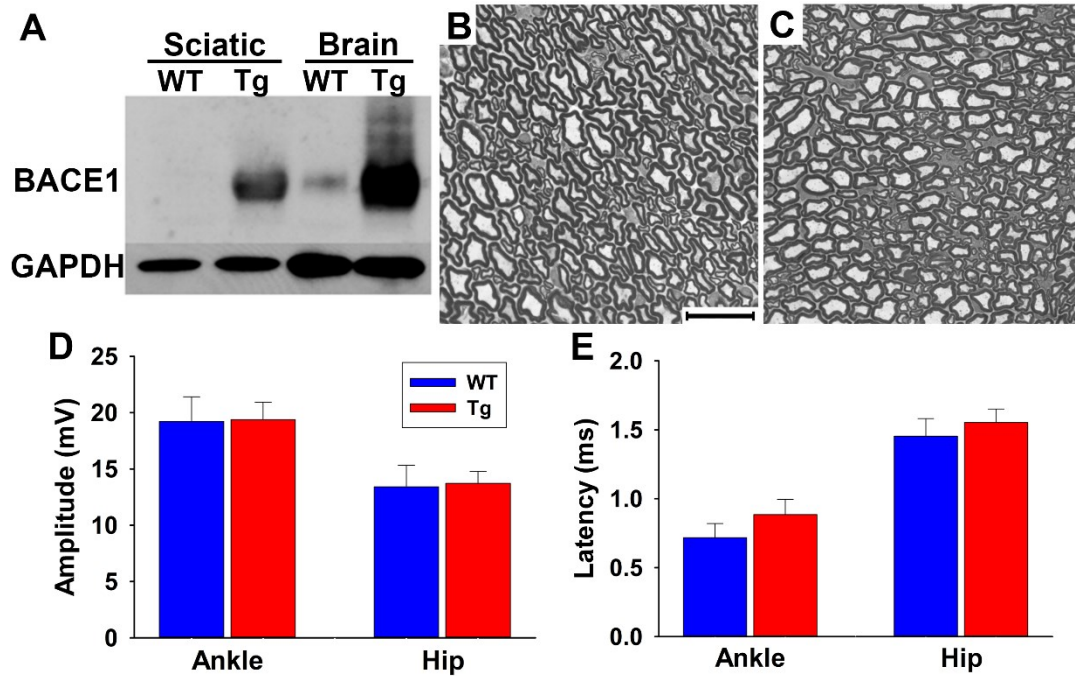 A
Sciatic Brain
WT Tg WT Tg
BACE1
GAPDH
B
C
D
Amplitude (mV)
25
20
15
10
5
0
WT
Tg
Ankle Hip
E
Latency (ms)
2.0
1.5
1.0
0.5
0.0
Ankle Hip